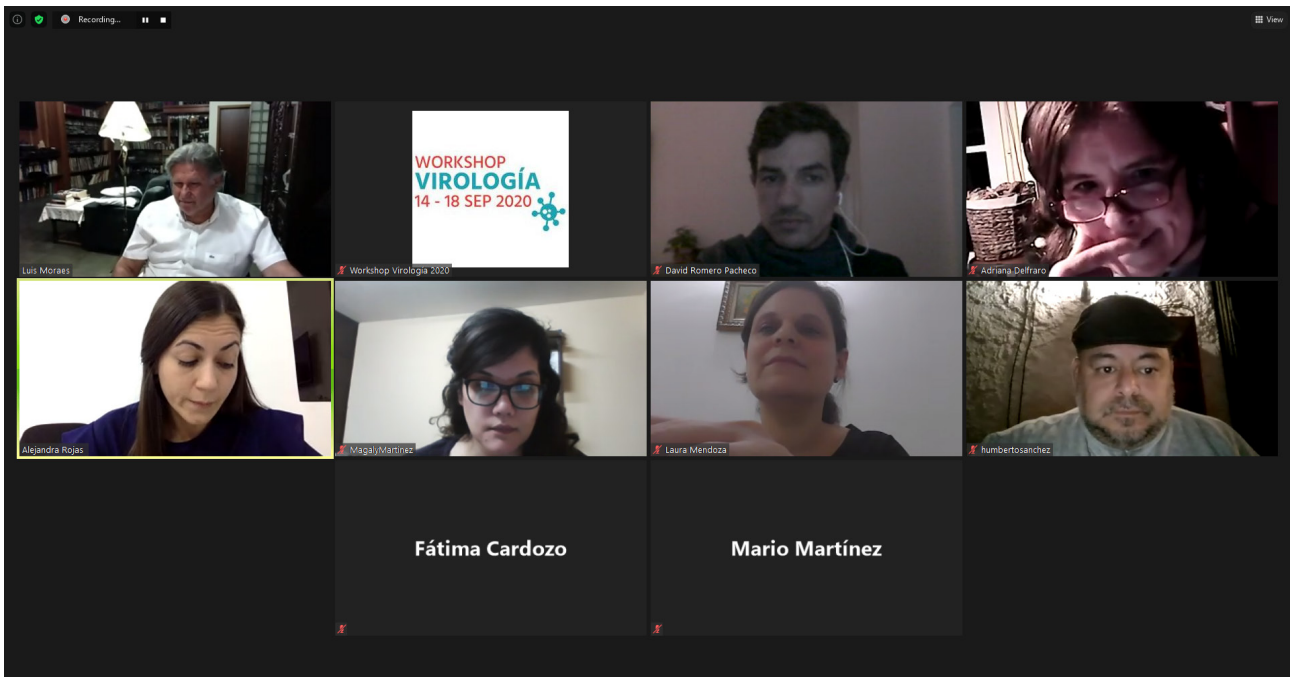 Recording...
View
Luis Moraes
WORKSHOP
VIROLOGÍA
14 - 18 SEP 2020
Workshop Virología 2020
David Romero Pacheco
Adriana Delfraro
Alejandra Rojas
MagalyMartinez
Laura Mendoza
humbertosanchez
Fátima Cardozo
Mario Martínez